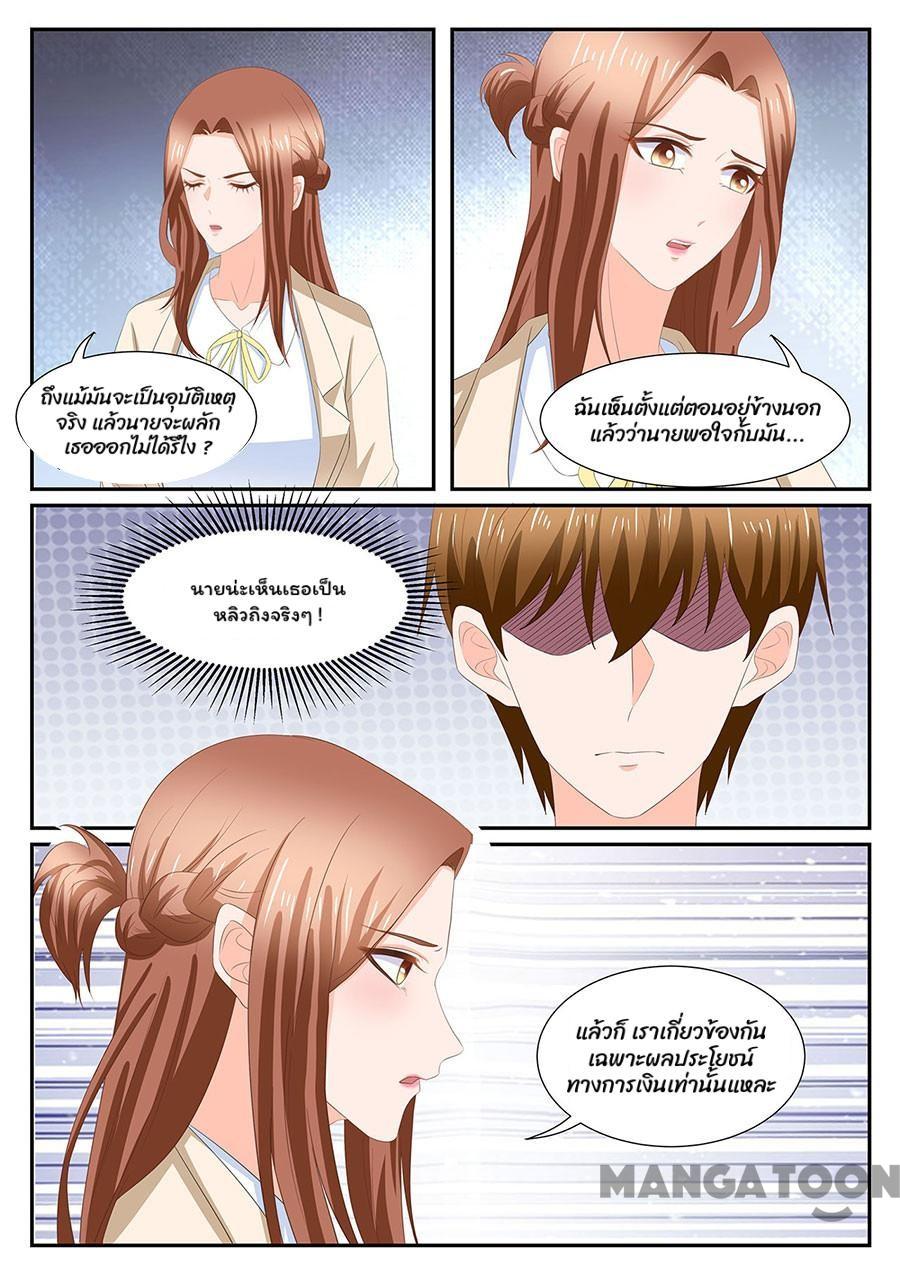 ถึงแม้มันจะเป็นอุบัติเหตุ
จริง แล้วนายจะผลัก
เธอออกไม่ได้รึไง ?
ฉันเห็นตั้งแต่ตอนอยู่ข้างนอก
แล้วว่านายพอใจกับมัน...
นายน่ะเห็นเธอเป็น
หลิวถิงจริงๆ !
แล้วก็ เราเกี่ยวข้องกัน
เฉพาะผลประโยชน์
ทางการเงินเท่านั้นแหละ
MANGATOON